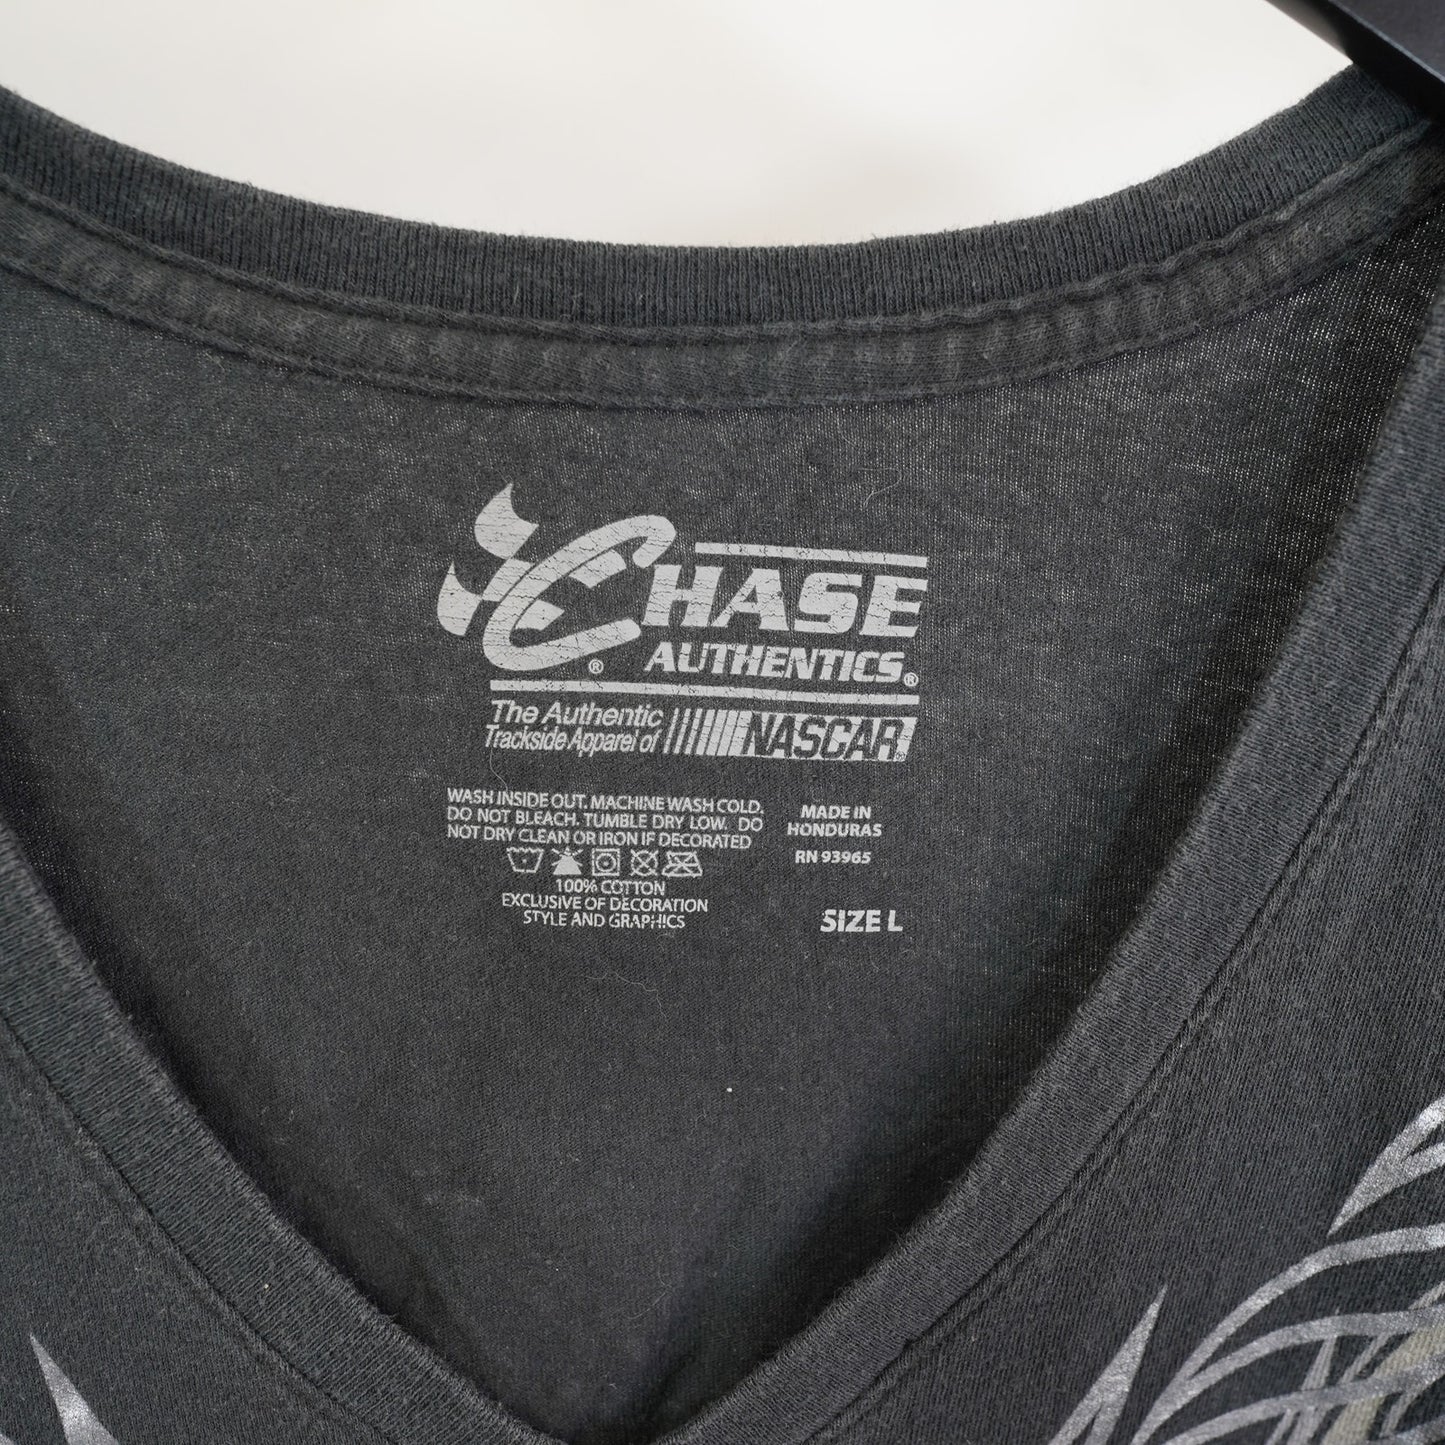 CHASE
AUTHENTICS®
®
The Authentic
Trackside Apparel of
NASCAR
WASH INSIDE OUT. MACHINE WASH COLD.
DO NOT BLEACH. TUMBLE DRY LOW. DO
NOT DRY CLEAN OR IRON IF DECORATED
100% COTTON
EXCLUSIVE OF DECORATION
STYLE AND GRAPHICS
MADE IN
HONDURAS
RN 93965
SIZE L